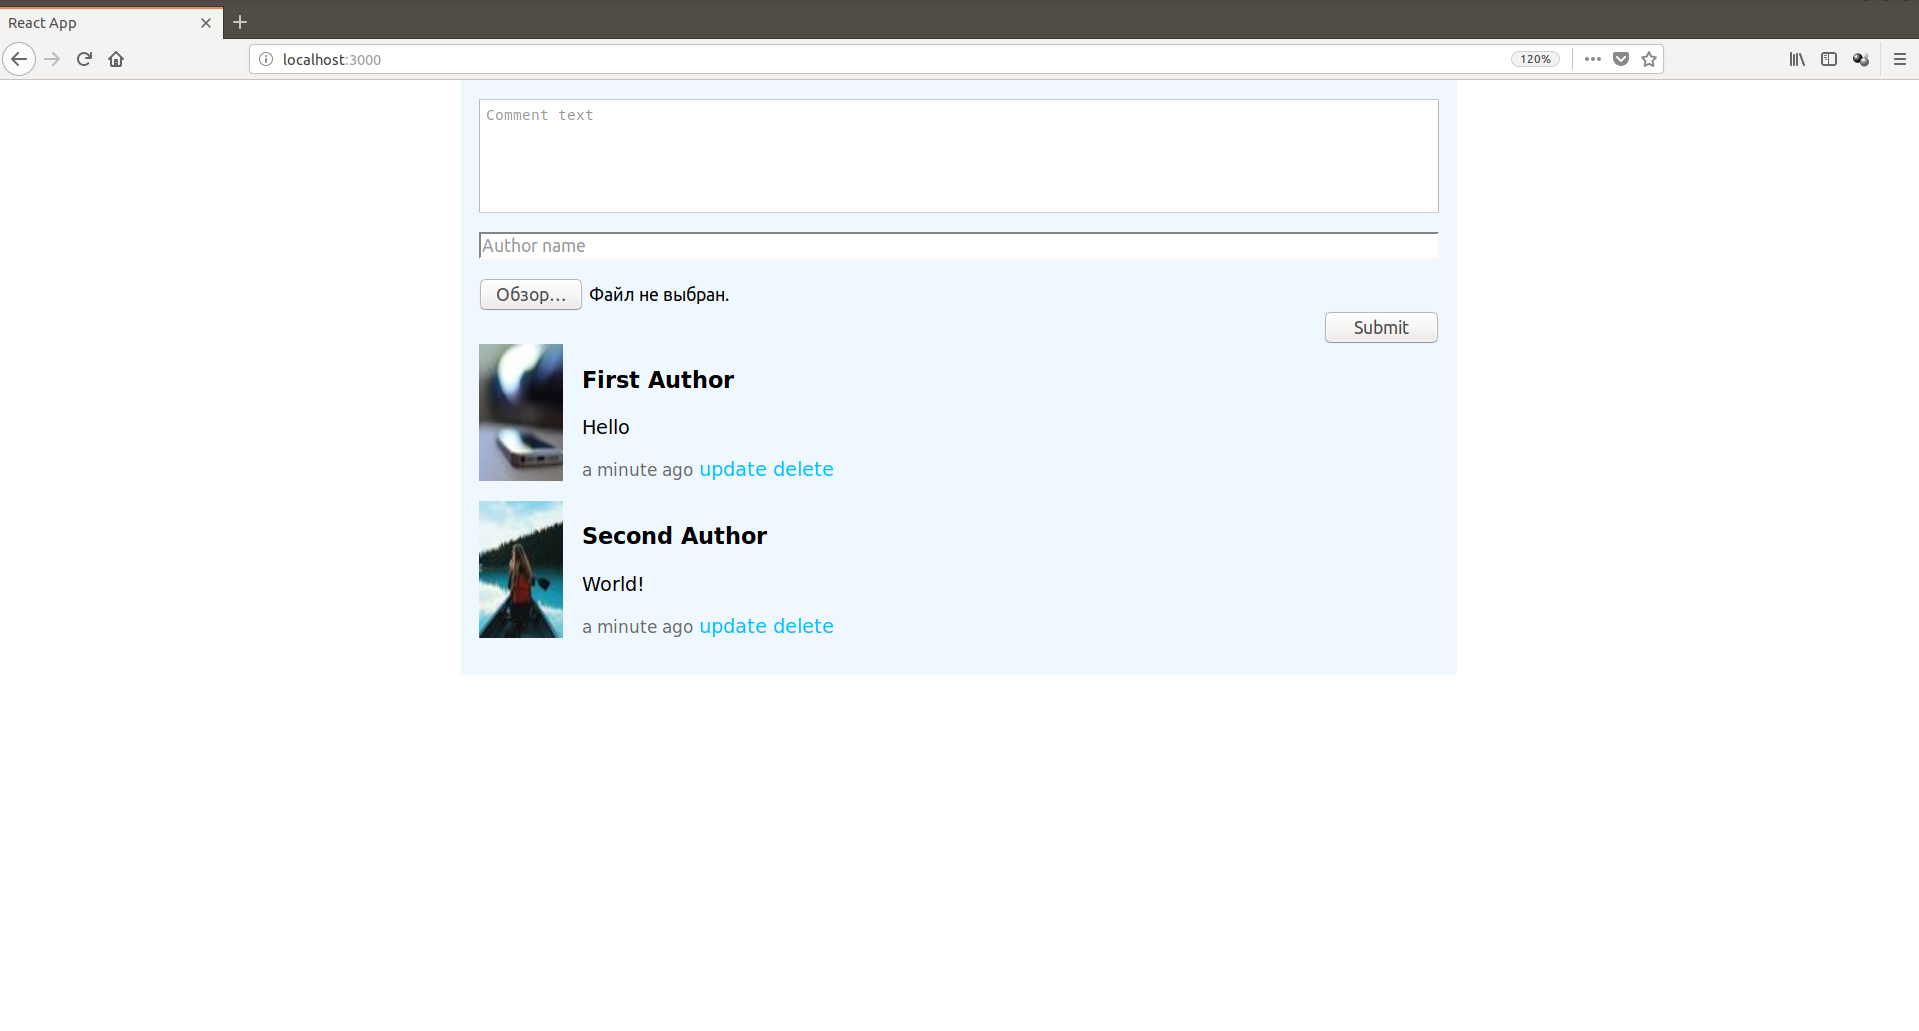 React App
localhost:3000
120%
Comment text
Author name
Обзор... Файл не выбран.
Submit
First Author
Hello
a minute ago update delete
Second Author
World!
a minute ago update delete